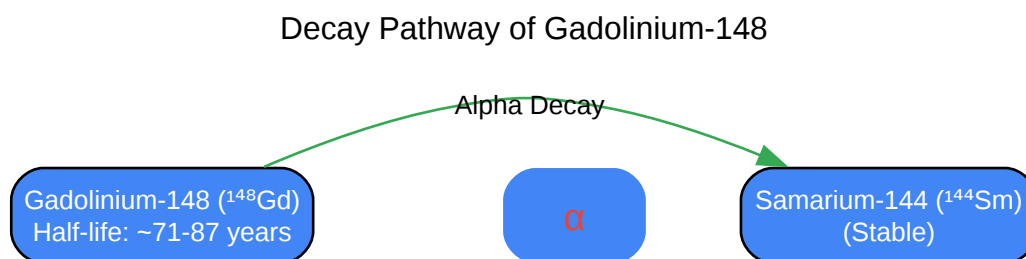 Decay Pathway of Gadolinium-148
Alpha Decay
Gadolinium-148 (¹⁴⁸Gd)
Half-life: ~71-87 years
α
Samarium-144 (¹⁴⁴Sm)
(Stable)